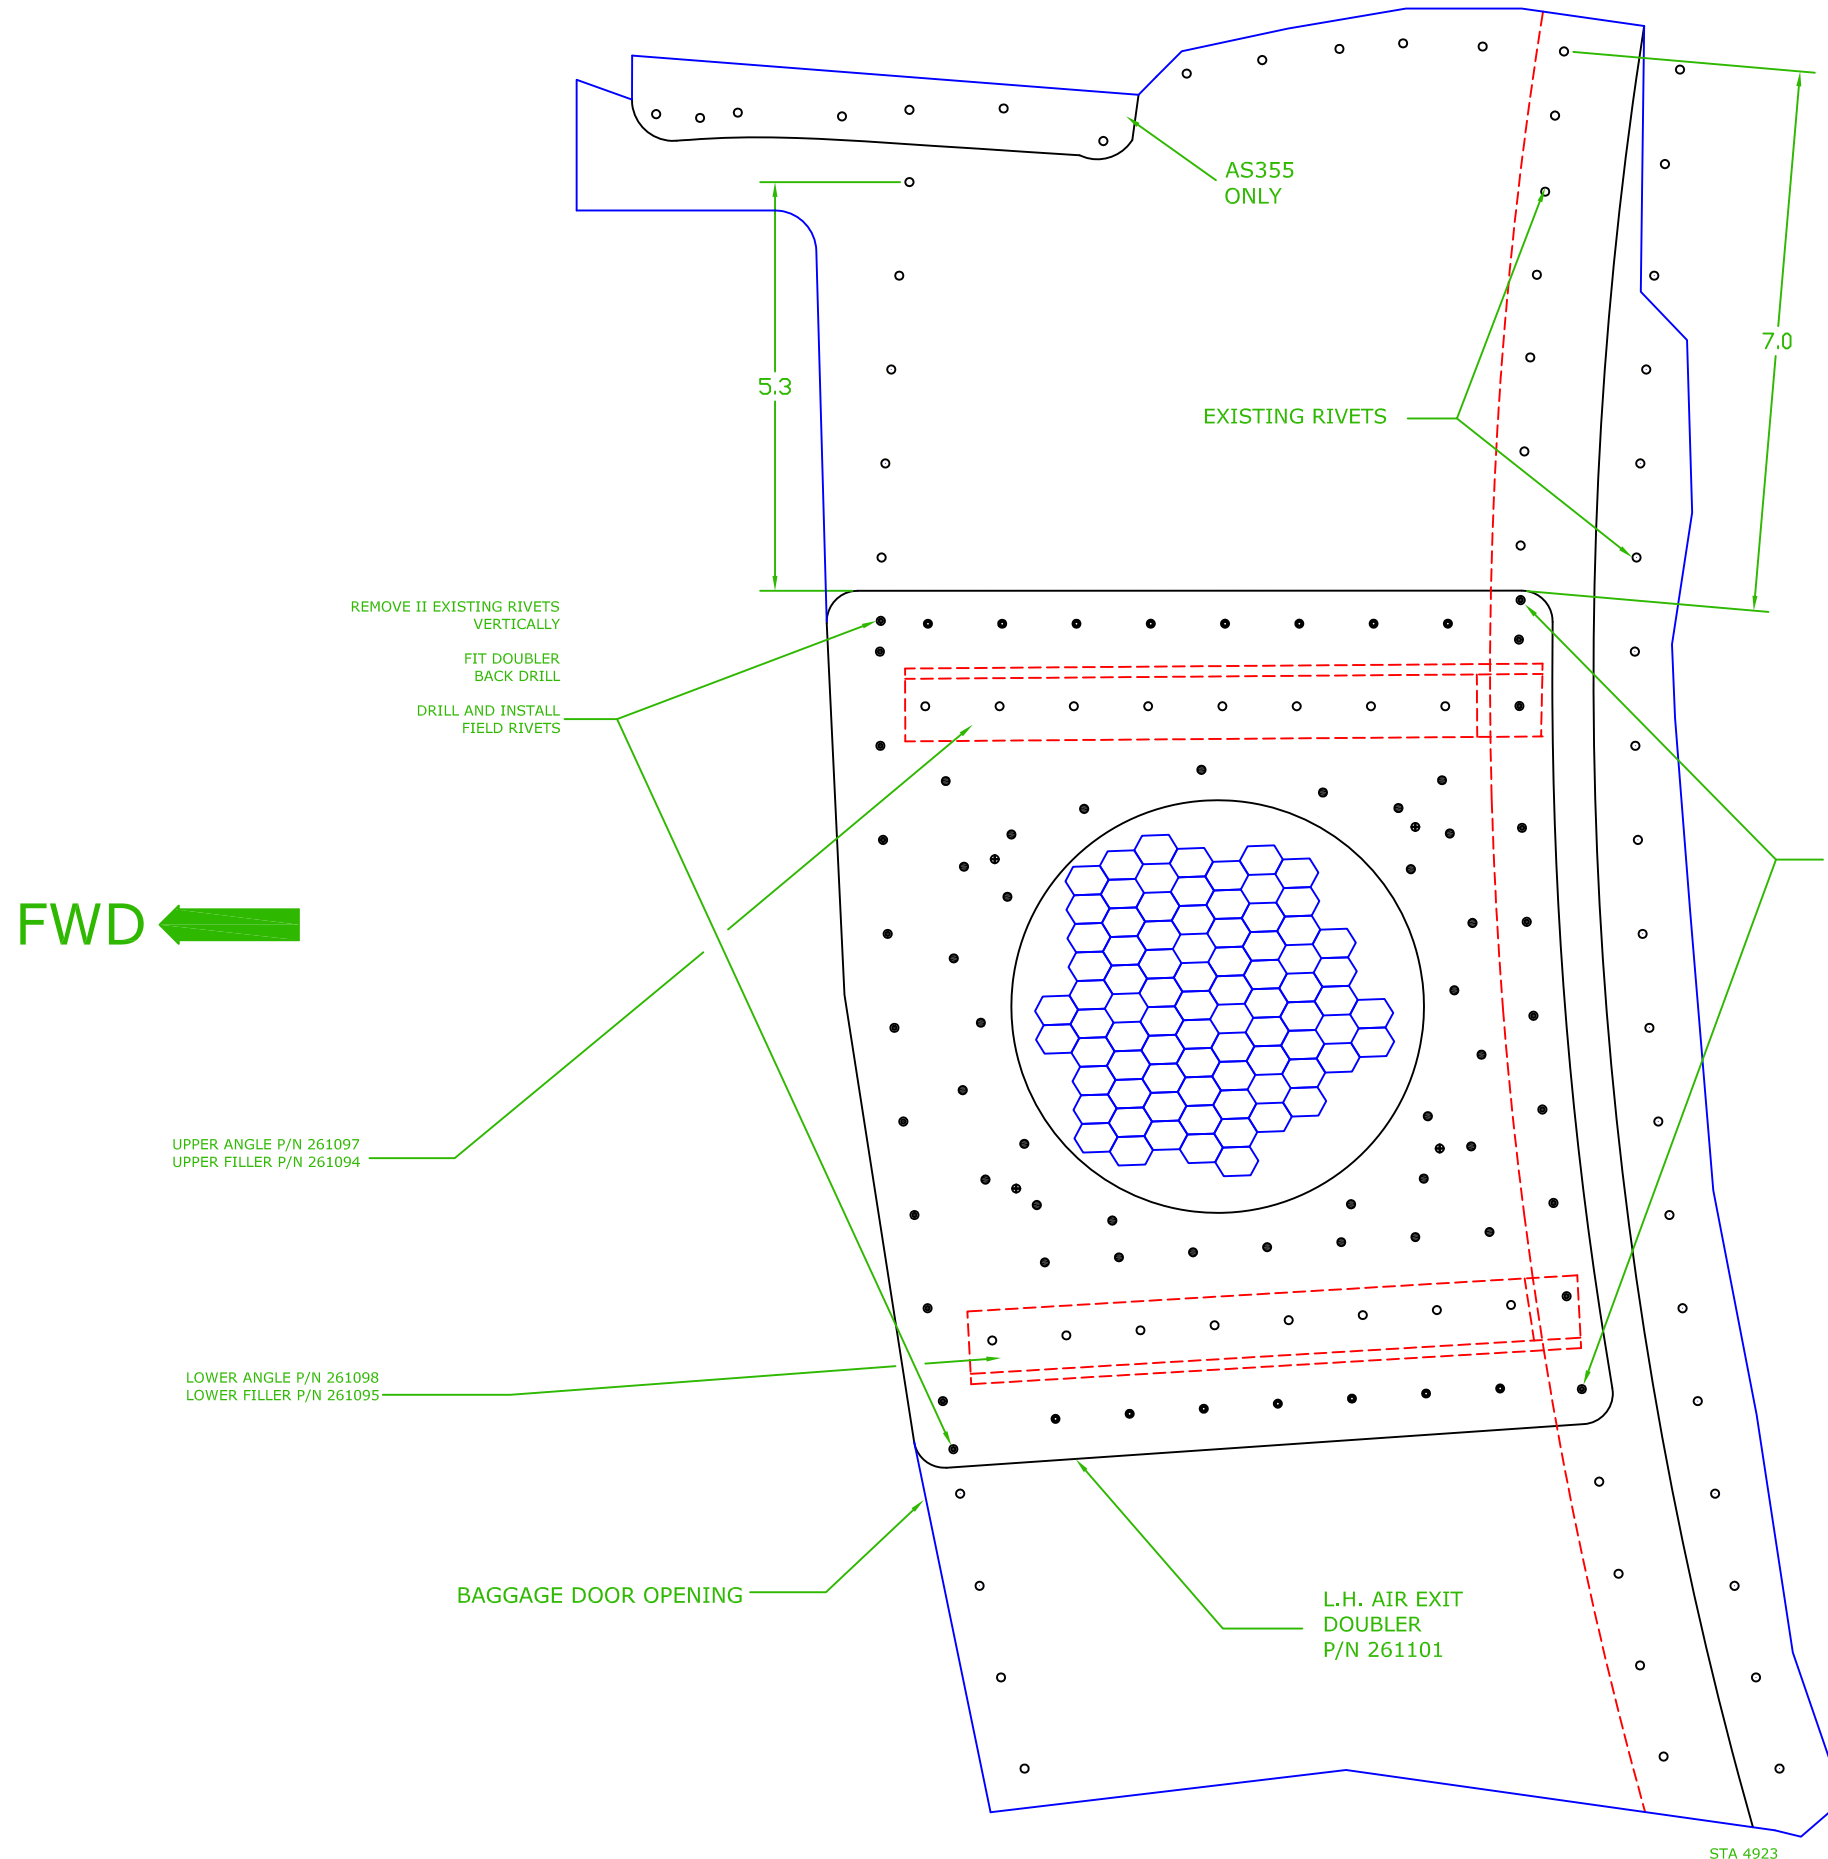 AS355
ONLY
7.0
5.3
EXISTING RIVETS
REMOVE II EXISTING RIVETS
VERTICALLY
FIT DOUBLER
BACK DRILL
DRILL AND INSTALL
FIELD RIVETS
FWD
UPPER ANGLE P/N 261097
UPPER FILLER P/N 261094
LOWER ANGLE P/N 261098
LOWER FILLER P/N 261095
BAGGAGE DOOR OPENING
L.H. AIR EXIT
DOUBLER
P/N 261101
STA 4923